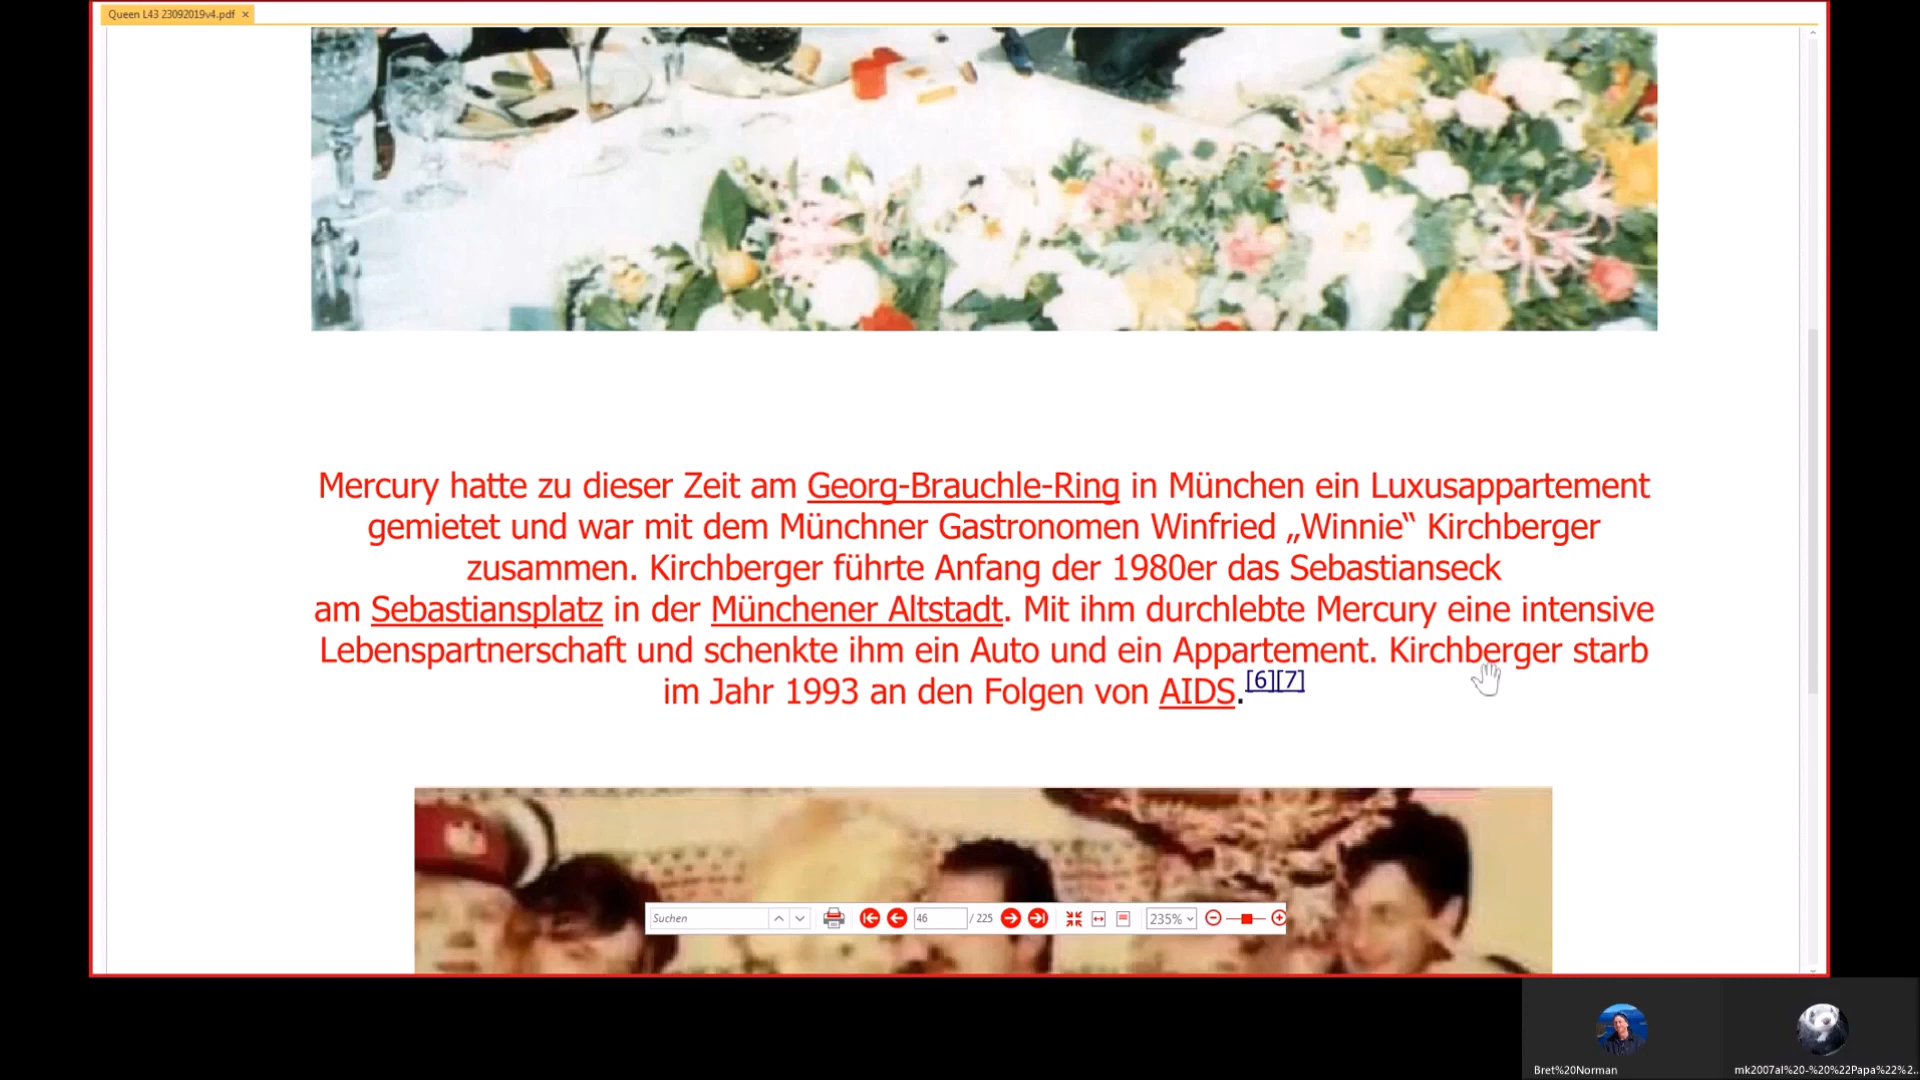 Queen L43 23092019v4.pdf ×
Mercury hatte zu dieser Zeit am Georg-Brauchle-Ring in München ein Luxusappartement
gemietet und war mit dem Münchner Gastronomen Winfried „Winnie“ Kirchberger
zusammen. Kirchberger führte Anfang der 1980er das Sebastianseck
am Sebastiansplatz in der Münchener Altstadt. Mit ihm durchlebte Mercury eine intensive
Lebenspartnerschaft und schenkte ihm ein Auto und ein Appartement. Kirchberger starb
im Jahr 1993 an den Folgen von AIDS.[6][7]
Suchen 46 / 225 235%
Bret%20Norman
mk2007al%20-%20%22Papa%22%2...